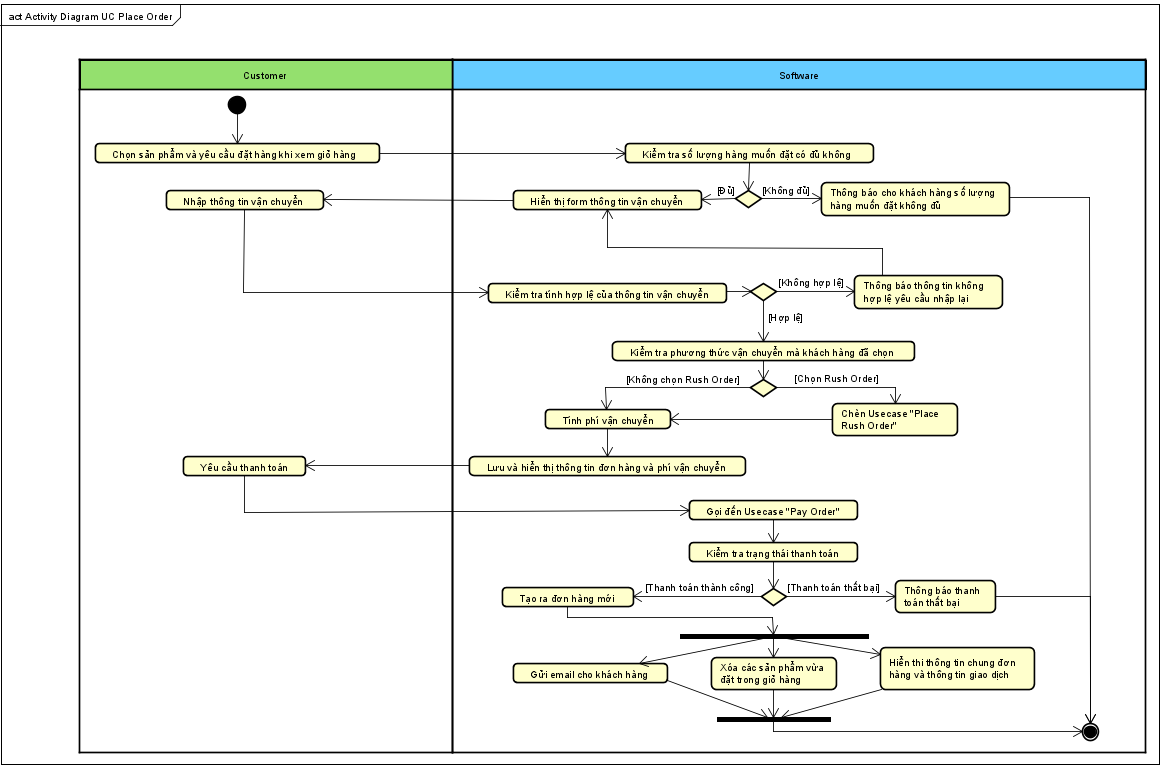 act Activity Diagram UC Place Order
Customer
Software
Chọn sản phẩm và yêu cầu đặt hàng khi xem giỏ hàng
Kiểm tra số lượng hàng muốn đặt có đủ không
[Đủ]
[Không đủ]
Thông báo cho khách hàng số lượng
hàng muốn đặt không đủ
Nhập thông tin vận chuyển
Hiển thị form thông tin vận chuyển
Kiểm tra tính hợp lệ của thông tin vận chuyển
[Không hợp lệ]
Thông báo thông tin không
hợp lệ yêu cầu nhập lại
[Hợp lệ]
Kiểm tra phương thức vận chuyển mà khách hàng đã chọn
[Không chọn Rush Order]
[Chọn Rush Order]
Tính phí vận chuyển
Chèn Usecase "Place
Rush Order"
Yêu cầu thanh toán
Lưu và hiển thị thông tin đơn hàng và phí vận chuyển
Gọi đến Usecase "Pay Order"
Kiểm tra trạng thái thanh toán
[Thanh toán thành công]
[Thanh toán thất bại]
Tạo ra đơn hàng mới
Thông báo thanh
toán thất bại
Gửi email cho khách hàng
Xóa các sản phẩm vừa
đặt trong giỏ hàng
Hiển thi thông tin chung đơn
hàng và thông tin giao dịch